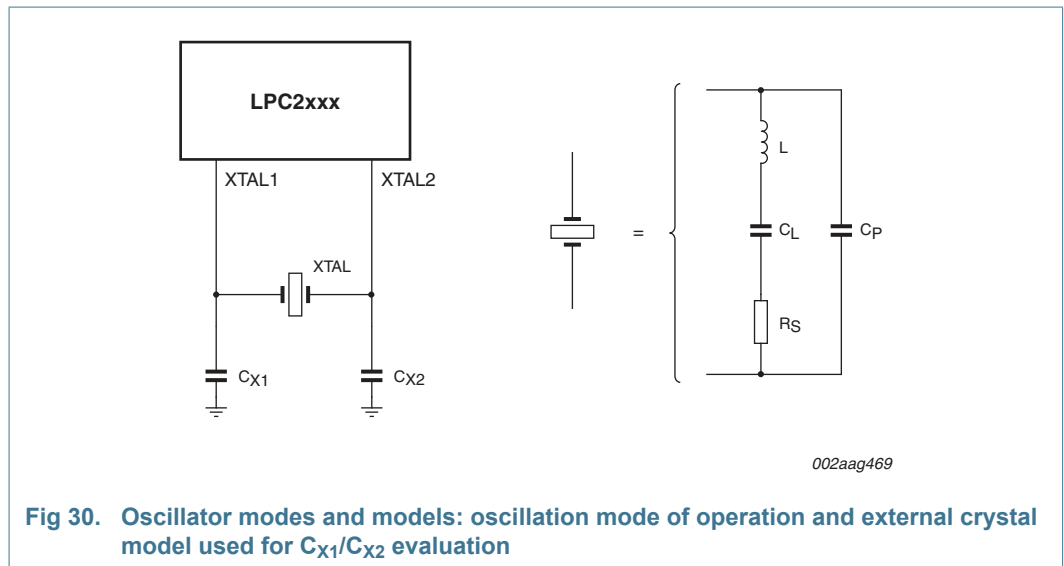 LPC2xxx
XTAL1
XTAL2
XTAL
CX1
CX2
=
L
CL
CP
RS
002aag469
Fig 30. Oscillator modes and models: oscillation mode of operation and external crystal
model used for CX1/CX2 evaluation